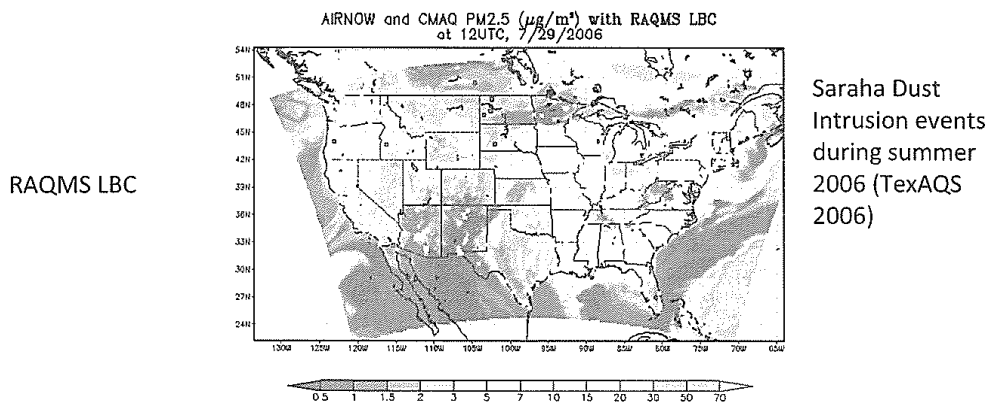 AIRNOW and CMAQ PM2.5 (μg/m³) with RAQMS LBC
at 12UTC, 7/29/2006
RAQMS LBC
Saraha Dust
Intrusion events
during summer
2006 (TexAQS
2006)
54N
51N
48N
45N
42N
39N
36N
33N
30N
27N
24N
130W 125W 120W 115W 110W 105W 100W 95W 90W 85W 80W 75W 70W 65W
0.5 1 1.5 2 3 5 7 10 15 20 30 50 70